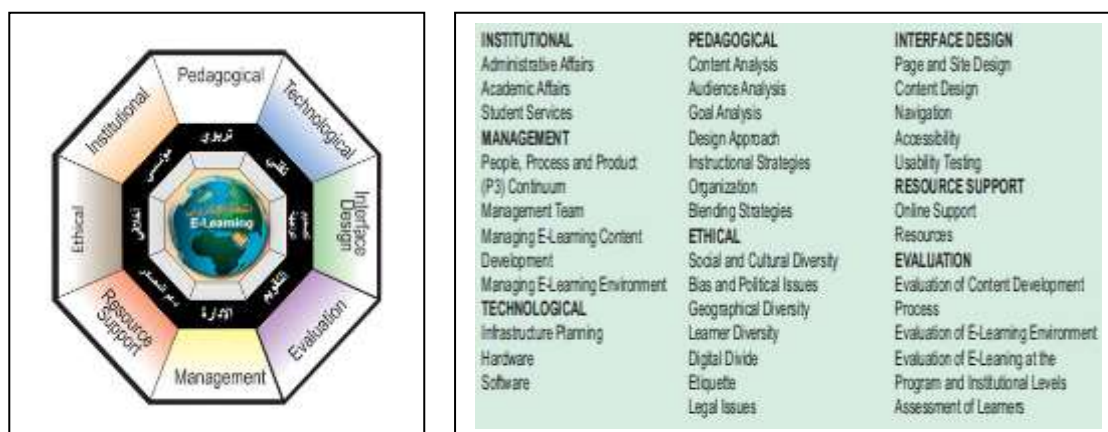 Pedagogical
Technological
Interface
Design
Evaluation
Management
Resource
Support
Ethical
Institutional
تربوي
تقني
التقويم
الإدارة
دعم المصادر
أخلاقي
مؤسسي
E-Learning
INSTITUTIONAL
Administrative Affairs
Academic Affairs
Student Services
MANAGEMENT
People, Process and Product
(P3) Continuum
Management Team
Managing E-Learning Content
Development
Managing E-Learning Environment
TECHNOLOGICAL
Infrastructure Planning
Hardware
Software
PEDAGOGICAL
Content Analysis
Audience Analysis
Goal Analysis
Design Approach
Instructional Strategies
Organization
Blending Strategies
ETHICAL
Social and Cultural Diversity
Bias and Political Issues
Geographical Diversity
Learner Diversity
Digital Divide
Etiquette
Legal Issues
INTERFACE DESIGN
Page and Site Design
Content Design
Navigation
Accessibility
Usability Testing
RESOURCE SUPPORT
Online Support
Resources
EVALUATION
Evaluation of Content Development
Process
Evaluation of E-Learning Environment
Evaluation of E-Leaning at the
Program and Institutional Levels
Assessment of Learners